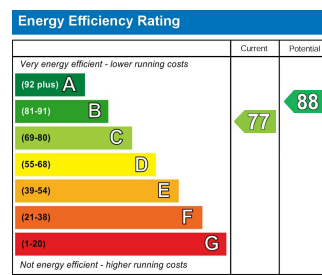 Energy Efficiency Rating
Current Potential
Very energy efficient - lower running costs
(92 plus) A
(81-91) B
(69-80) C
(55-68) D
(39-54) E
(21-38) F
(1-20) G
77
88
Not energy efficient - higher running costs